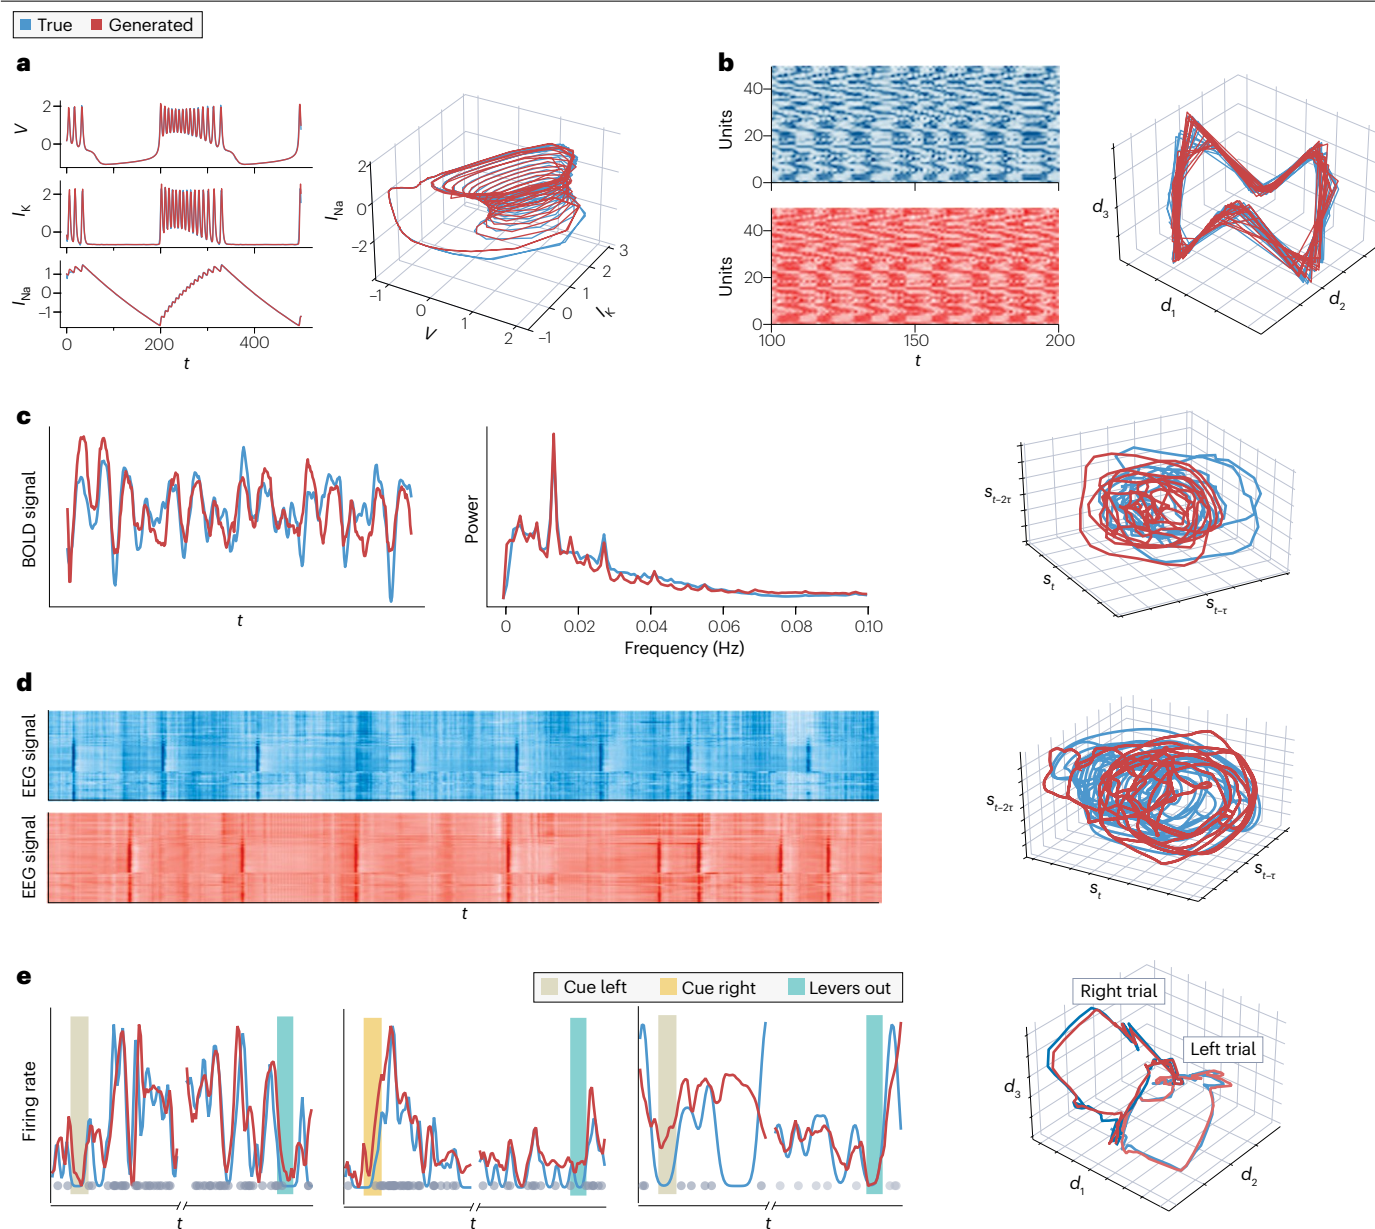 True Generated
a
V
2
0
I_K
2
0
I_Na
1
0
−1
0 200 400
t
I_Na
2
0
−2
−1 0 1 2
V
−1 0 1 2 3
I_K
b
Units
40
20
0
Units
40
20
0
100 150 200
t
d_3
d_1
d_2
c
BOLD signal
t
Power
0 0.02 0.04 0.06 0.08 0.10
Frequency (Hz)
s_{t−2τ}
s_t
s_{t−τ}
d
EEG signal
EEG signal
t
s_{t−2τ}
s_t
s_{t−τ}
e
Cue left Cue right Levers out
Firing rate
t
t
t
Right trial
Left trial
d_3
d_1
d_2